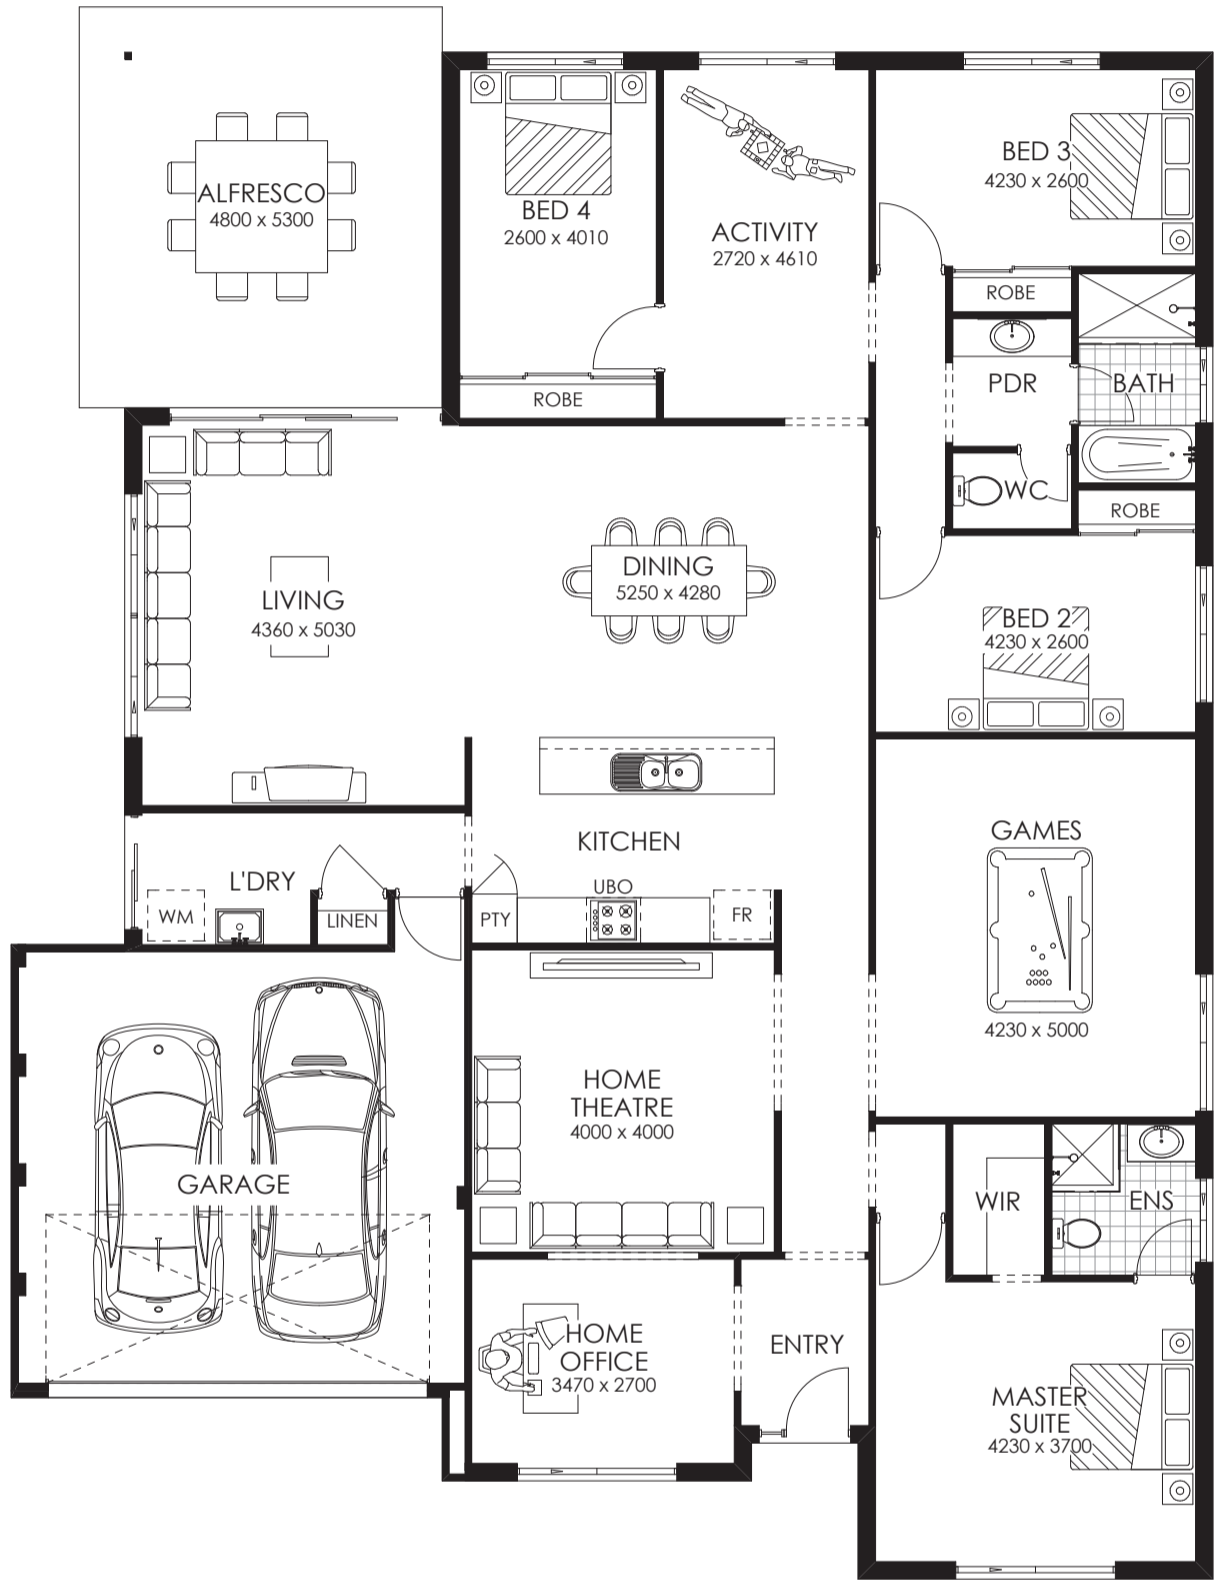 ALFRESCO
4800 x 5300
BED 4
2600 x 4010
ROBE
ACTIVITY
2720 x 4610
BED 3
4230 x 2600
ROBE
PDR
BATH
WC
ROBE
LIVING
4360 x 5030
DINING
5250 x 4280
BED 2
4230 x 2600
KITCHEN
UBO
PTY
FR
L'DRY
WM
LINEN
GAMES
4230 x 5000
HOME
THEATRE
4000 x 4000
GARAGE
WIR
ENS
HOME
OFFICE
3470 x 2700
ENTRY
MASTER
SUITE
4230 x 3700